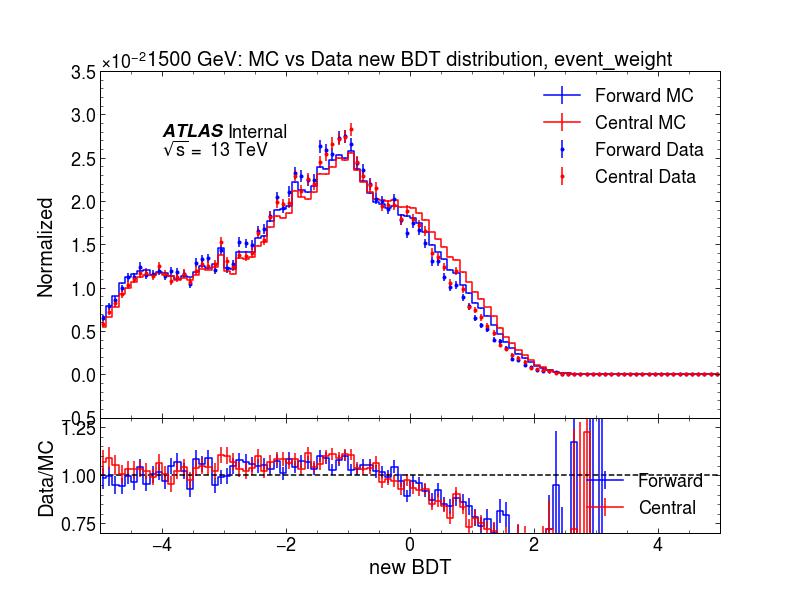 ×10⁻²1500 GeV: MC vs Data new BDT distribution, event_weight
3.5
3.0
2.5
2.0
1.5
1.0
0.5
0.0
0.5
Normalized
ATLAS Internal
√s = 13 TeV
Forward MC
Central MC
Forward Data
Central Data
1.25
1.00
0.75
Data/MC
Forward
Central
−4 −2 0 2 4
new BDT